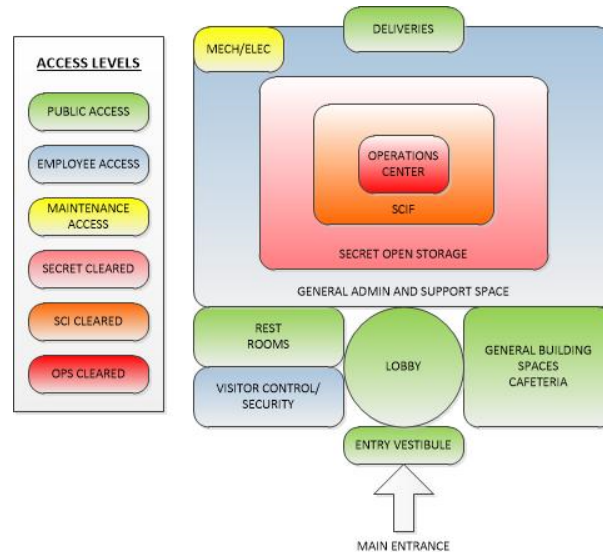 ACCESS LEVELS
PUBLIC ACCESS
EMPLOYEE ACCESS
MAINTENANCE
ACCESS
SECRET CLEARED
SCI CLEARED
OPS CLEARED
DELIVERIES
MECH/ELEC
OPERATIONS
CENTER
SCIF
SECRET OPEN STORAGE
GENERAL ADMIN AND SUPPORT SPACE
REST
ROOMS
VISITOR CONTROL/
SECURITY
LOBBY
GENERAL BUILDING
SPACES
CAFETERIA
ENTRY VESTIBULE
MAIN ENTRANCE